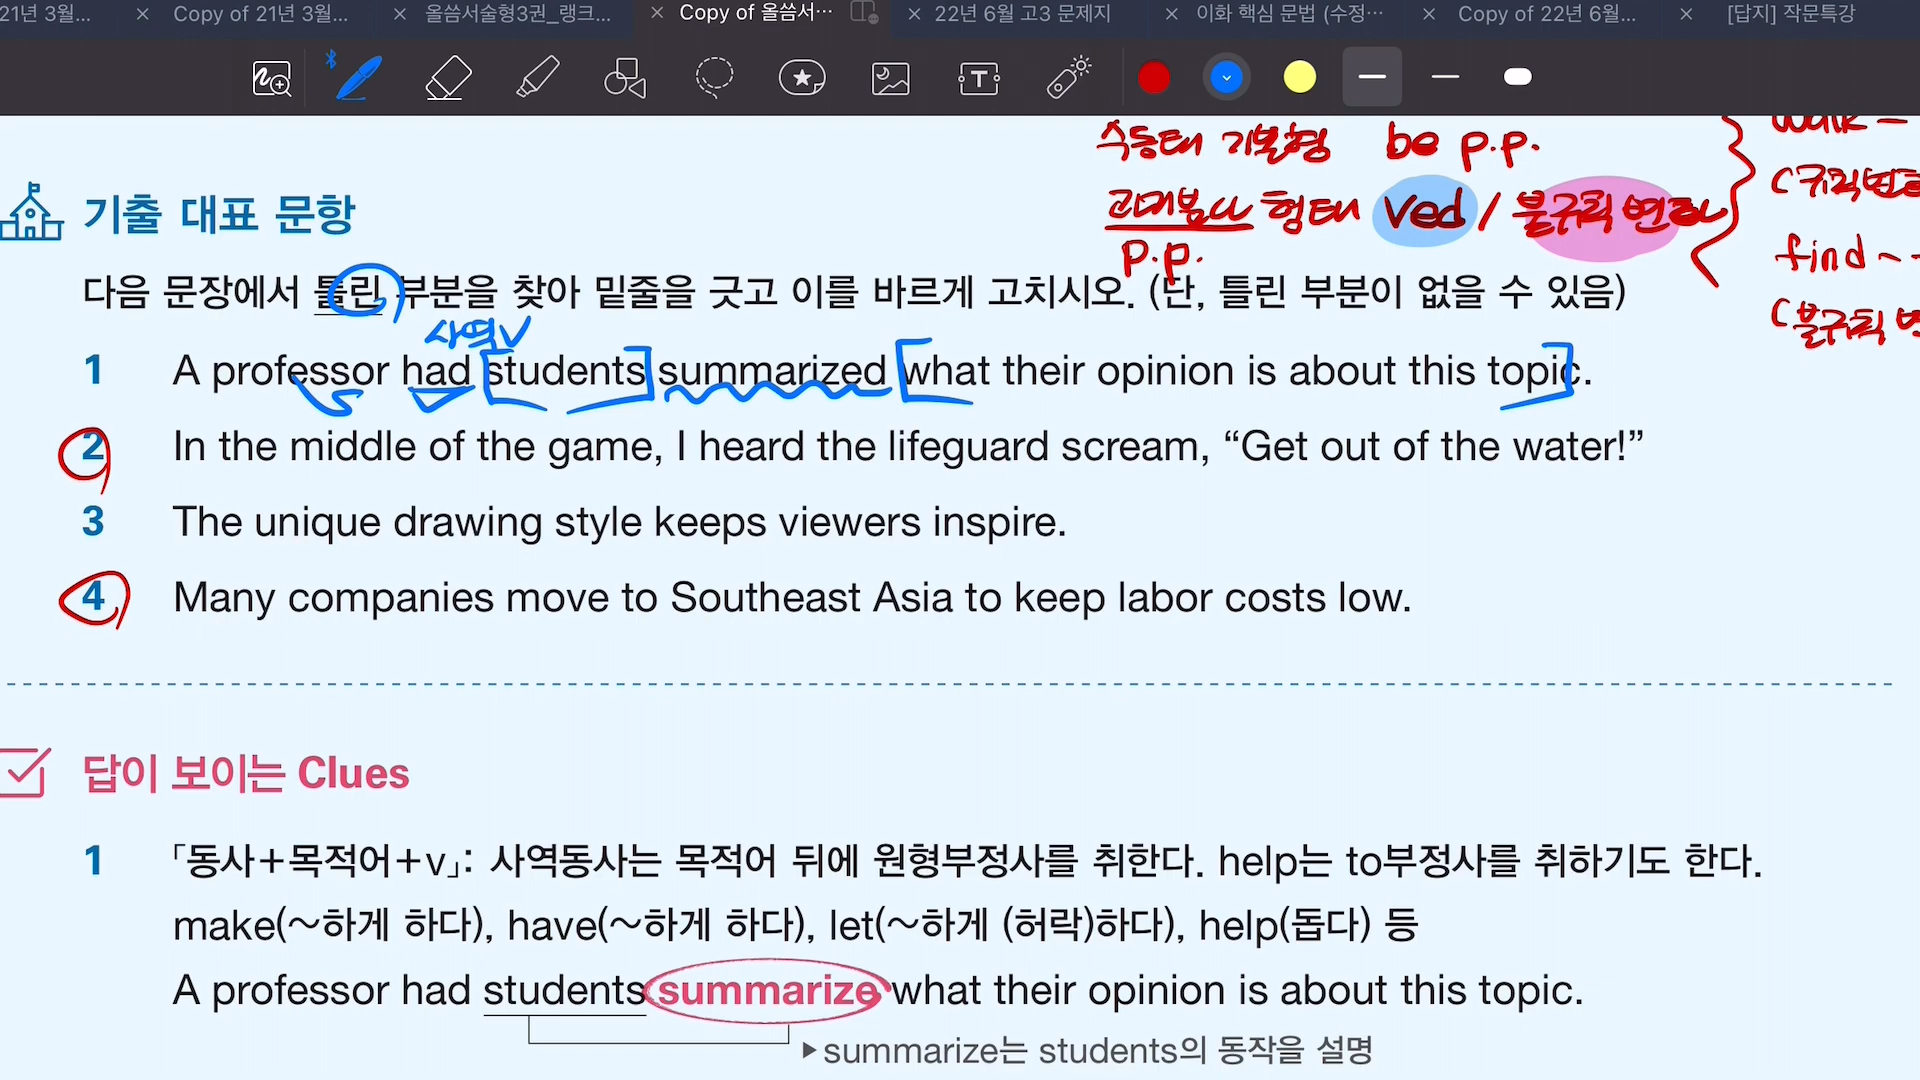 21년 3월...
Copy of 21년 3월...
올씀서술형3권_랭크...
Copy of 올씀서...
22년 6월 고3 문제지
이화 핵심 문법 (수정...
Copy of 22년 6월...
[답지] 작문특강
수동태 기본형 be p.p.
walk –
과거분사 형태 ved / 불규칙 변화
(규칙변화
p.p.
find - -
(불규칙
기출 대표 문항
다음 문장에서 틀린 부분을 찾아 밑줄을 긋고 이를 바르게 고치시오. (단, 틀린 부분이 없을 수 있음)
사역V
1 A professor had students summarized what their opinion is about this topic.
2 In the middle of the game, I heard the lifeguard scream, “Get out of the water!”
3 The unique drawing style keeps viewers inspire.
4 Many companies move to Southeast Asia to keep labor costs low.
답이 보이는 Clues
1 「동사+목적어+v」: 사역동사는 목적어 뒤에 원형부정사를 취한다. help는 to부정사를 취하기도 한다.
make(~하게 하다), have(~하게 하다), let(~하게 (허락)하다), help(돕다) 등
A professor had students summarize what their opinion is about this topic.
▶summarize는 students의 동작을 설명